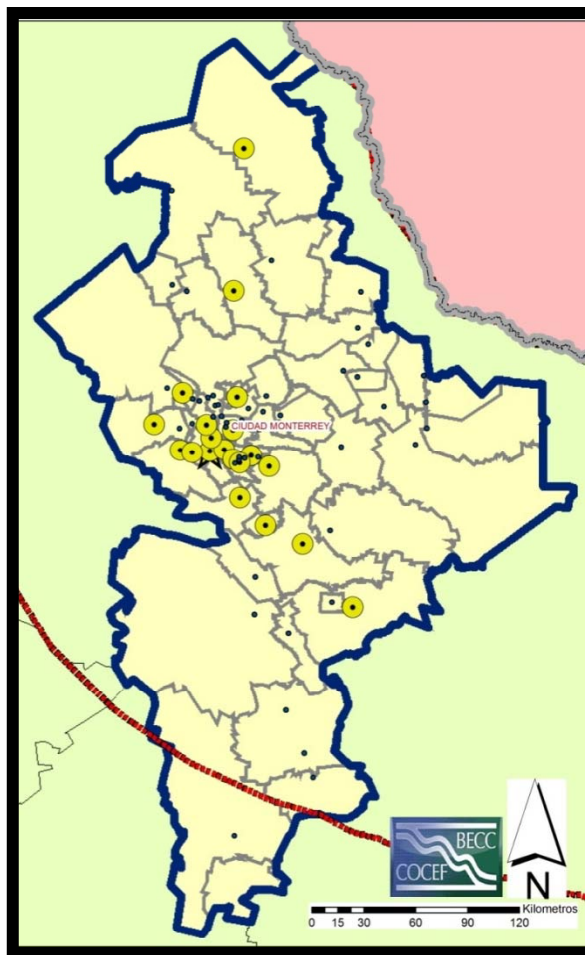 CIUDAD MONTERREY
BECC
COCEF
N
Kilometros
0 15 30 60 90 120